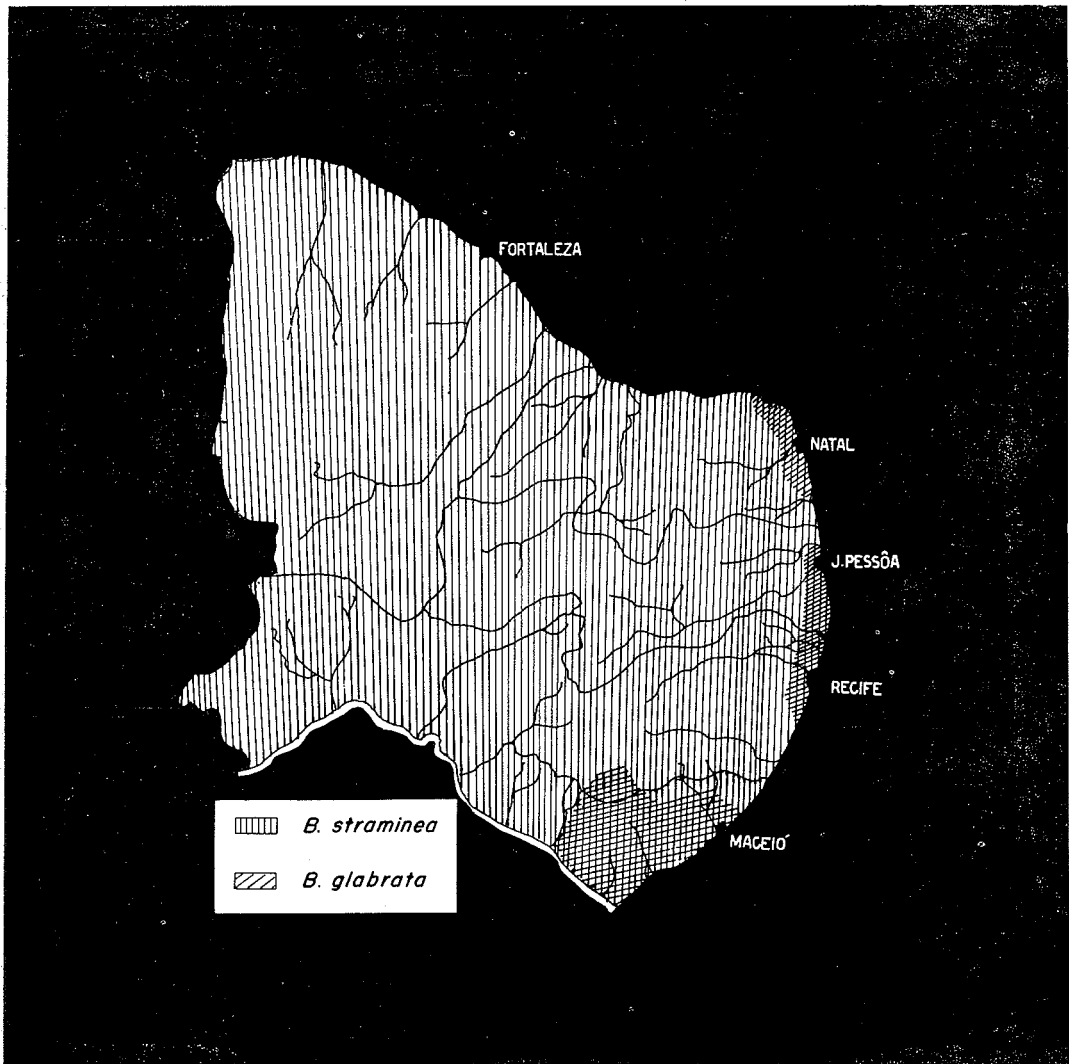 FORTALEZA
NATAL
J.PESSÔA
RECIFE
MACEIÓ
B. straminea
B. glabrata